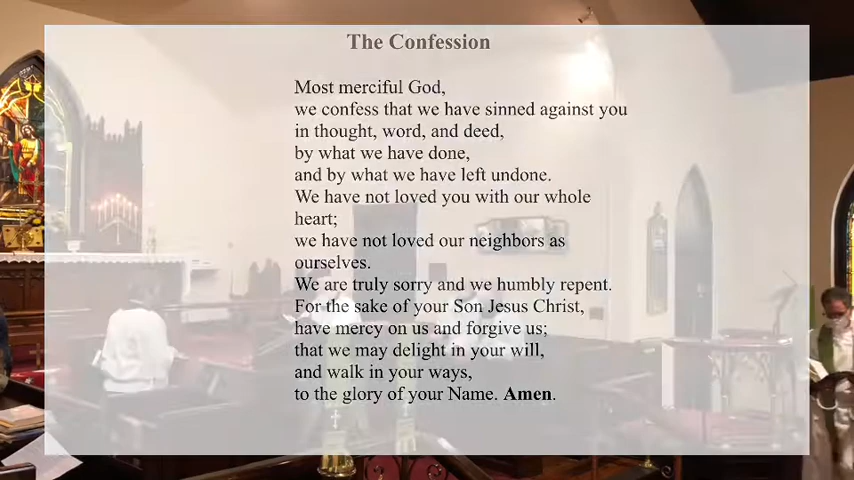 The Confession
Most merciful God,
we confess that we have sinned against you
in thought, word, and deed,
by what we have done,
and by what we have left undone.
We have not loved you with our whole
heart;
we have not loved our neighbors as
ourselves.
We are truly sorry and we humbly repent.
For the sake of your Son Jesus Christ,
have mercy on us and forgive us;
that we may delight in your will,
and walk in your ways,
to the glory of your Name. Amen.